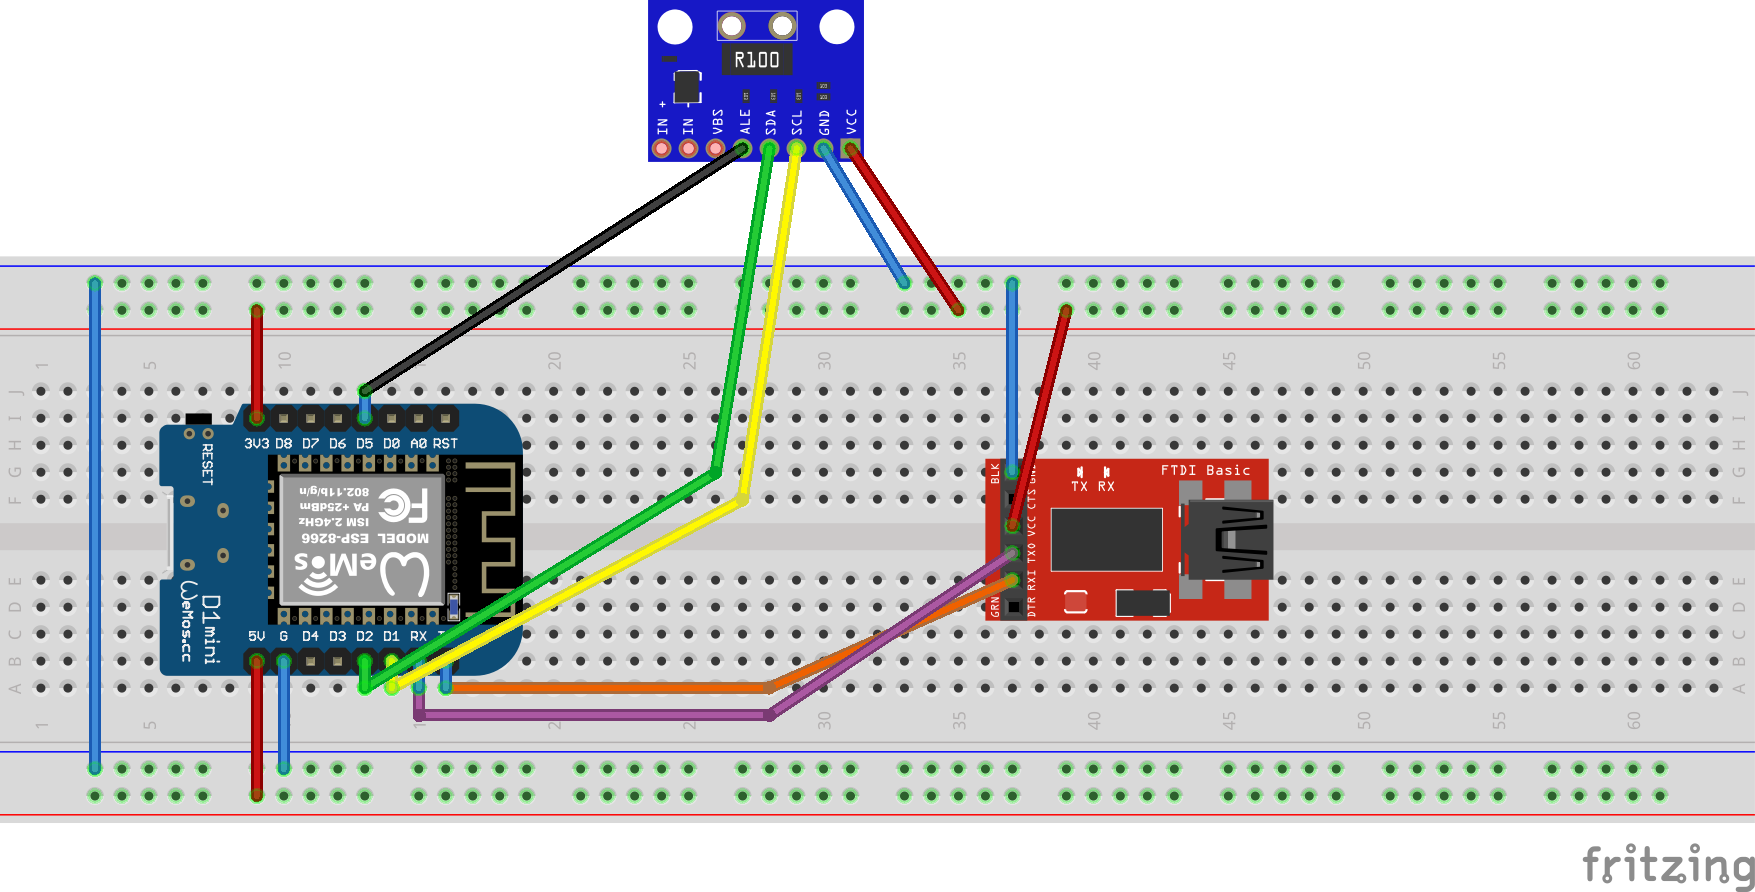 R100
IN +
IN -
VBS
ALE
SDA
SCL
GND
VCC
1 5 10 20 25 30 35 40 45 50 55 60
J J
I I
H H
G G
F F
RESET
3V3 D8 D7 D6 D5 D0 A0 RST
802.11b/g/n
PA +25dBm
ISM 2.4GHz
ESP-8266
MODEL
FC
WeMos
D1 mini
WeMos.cc
5V G D4 D3 D2 D1 RX
BLK
GRN
CTS
VCC
TXO
RXI
DTR
TX RX
FTDI Basic
E E
D D
C C
B B
A A
1 5 30 35 40 45 50 55 60
fritzing